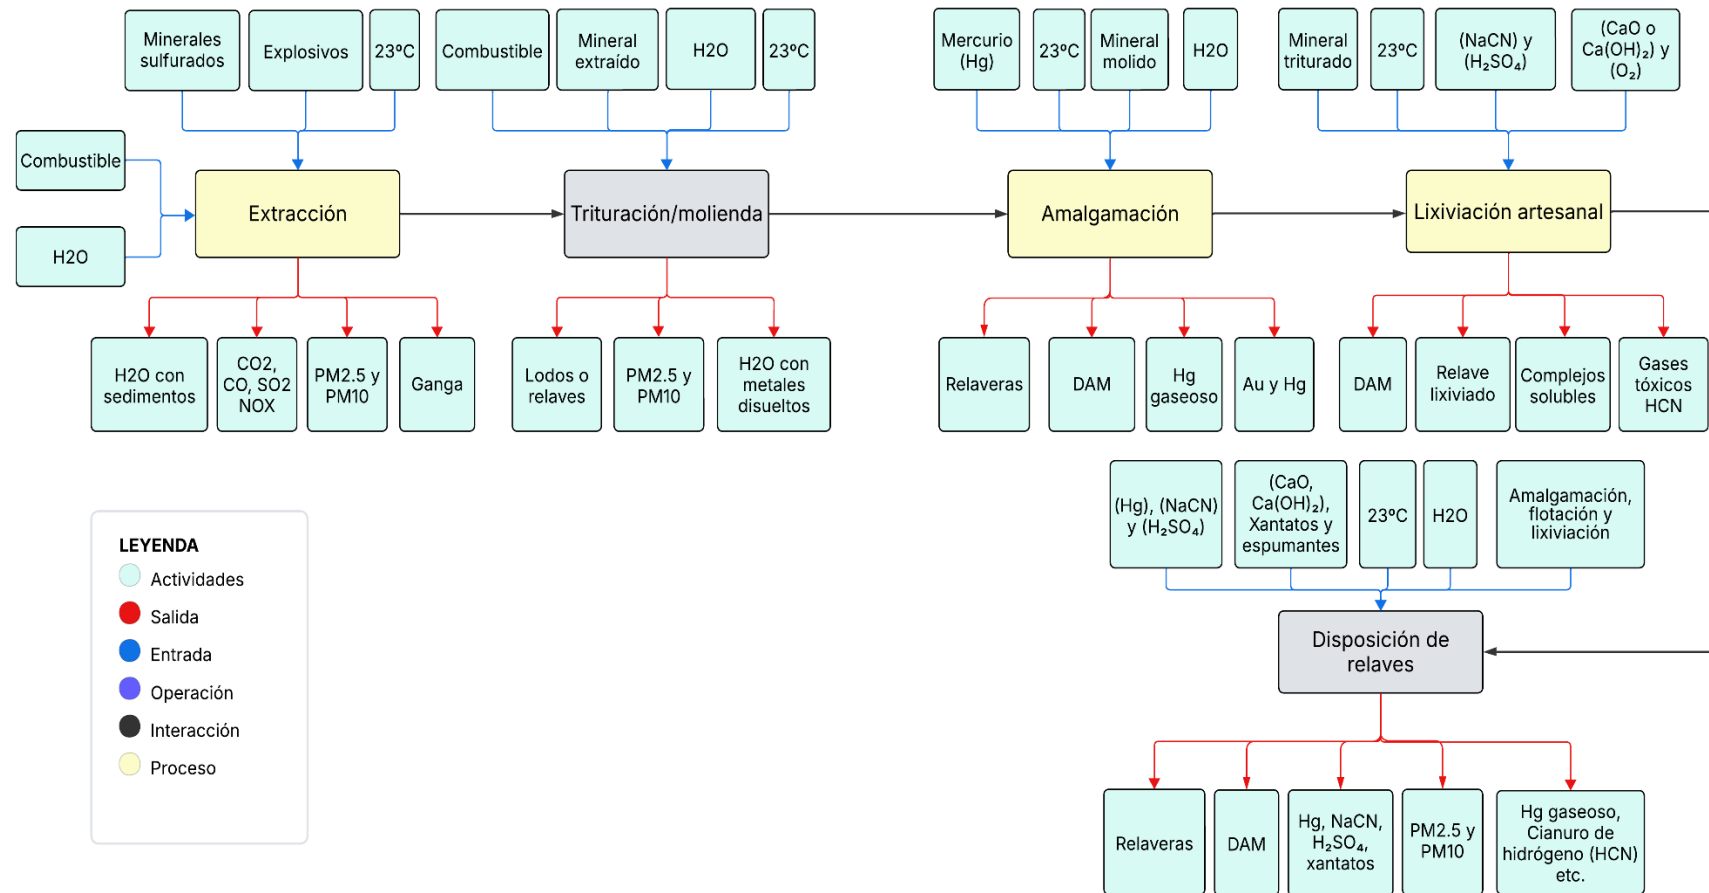 Minerales
sulfurados
Explosivos
23ºC
Combustible
Mineral
extraído
H2O
23ºC
Mercurio
(Hg)
23ºC
Mineral
molido
H2O
Mineral
triturado
23ºC
(NaCN) y
(H₂SO₄)
(CaO o
Ca(OH)₂) y
(O₂)
Combustible
H2O
Extracción
Trituración/molienda
Amalgamación
Lixiviación artesanal
H2O con
sedimentos
CO2,
CO, SO2
NOX
PM2.5 y
PM10
Ganga
Lodos o
relaves
PM2.5 y
PM10
H2O con
metales
disueltos
Relaveras
DAM
Hg
gaseoso
Au y Hg
DAM
Relave
lixiviado
Complejos
solubles
Gases
tóxicos
HCN
(Hg), (NaCN)
y (H₂SO₄)
(CaO,
Ca(OH)₂),
Xantatos y
espumantes
23ºC
H2O
Amalgamación,
flotación y
lixiviación
LEYENDA
Actividades
Salida
Entrada
Operación
Interacción
Proceso
Disposición de
relaves
Relaveras
DAM
Hg, NaCN,
H₂SO₄,
xantatos
PM2.5 y
PM10
Hg gaseoso,
Cianuro de
hidrógeno (HCN)
etc.